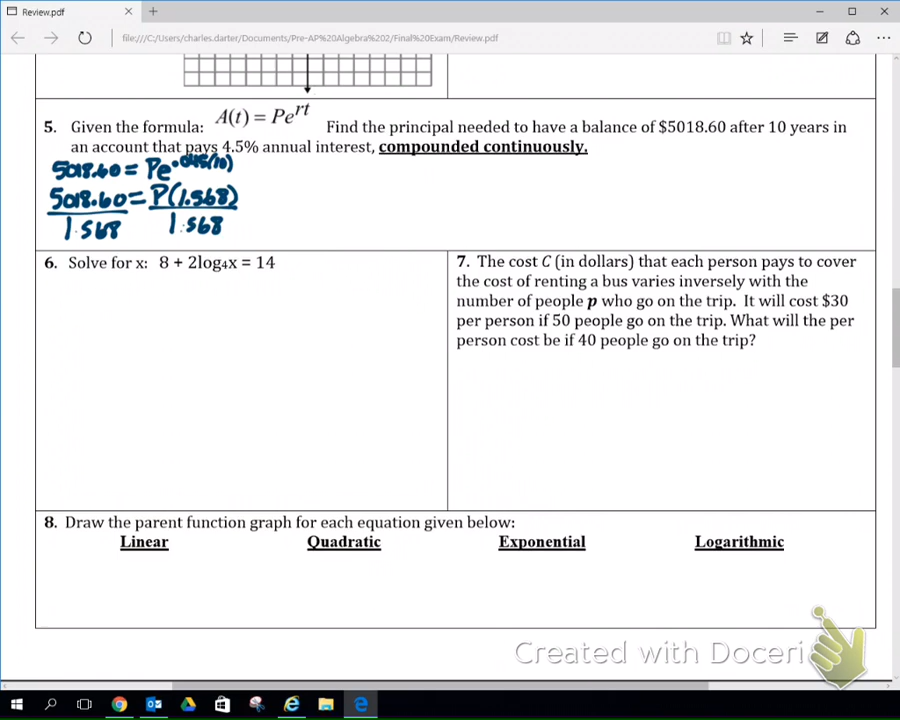 Review.pdf
file:///C:/Users/charles.darter/Documents/Pre-AP%20Algebra%202/Final%20Exam/Review.pdf
5. Given the formula: A(t) = Pe^rt Find the principal needed to have a balance of $5018.60 after 10 years in
an account that pays 4.5% annual interest, compounded continuously.
5018.60 = Pe^.045(10)
5018.60 = P(1.568)
1.568 1.568
6. Solve for x: 8 + 2log₄x = 14
7. The cost C (in dollars) that each person pays to cover
the cost of renting a bus varies inversely with the
number of people p who go on the trip. It will cost $30
per person if 50 people go on the trip. What will the per
person cost be if 40 people go on the trip?
8. Draw the parent function graph for each equation given below:
Linear Quadratic Exponential Logarithmic
Created with Doceri